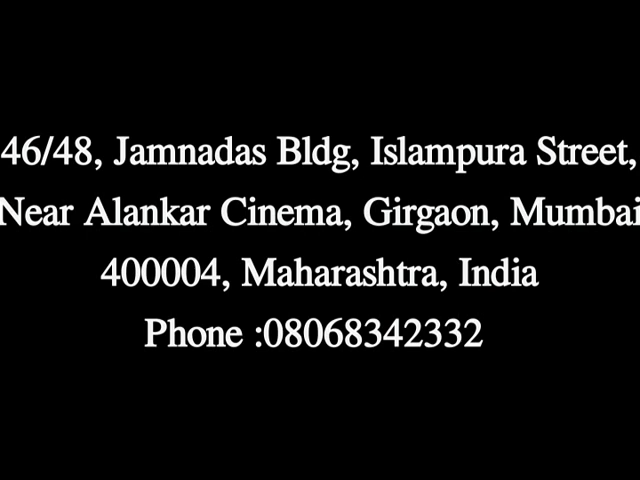 46/48, Jamnadas Bldg, Islampura Street,
Near Alankar Cinema, Girgaon, Mumbai
400004, Maharashtra, India
Phone :08068342332